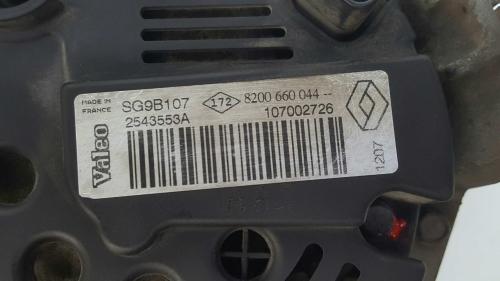 MADE IN
FRANCE
SG9B107
172
8200 660 044 --
2543553A
107002726
Valeo
1207